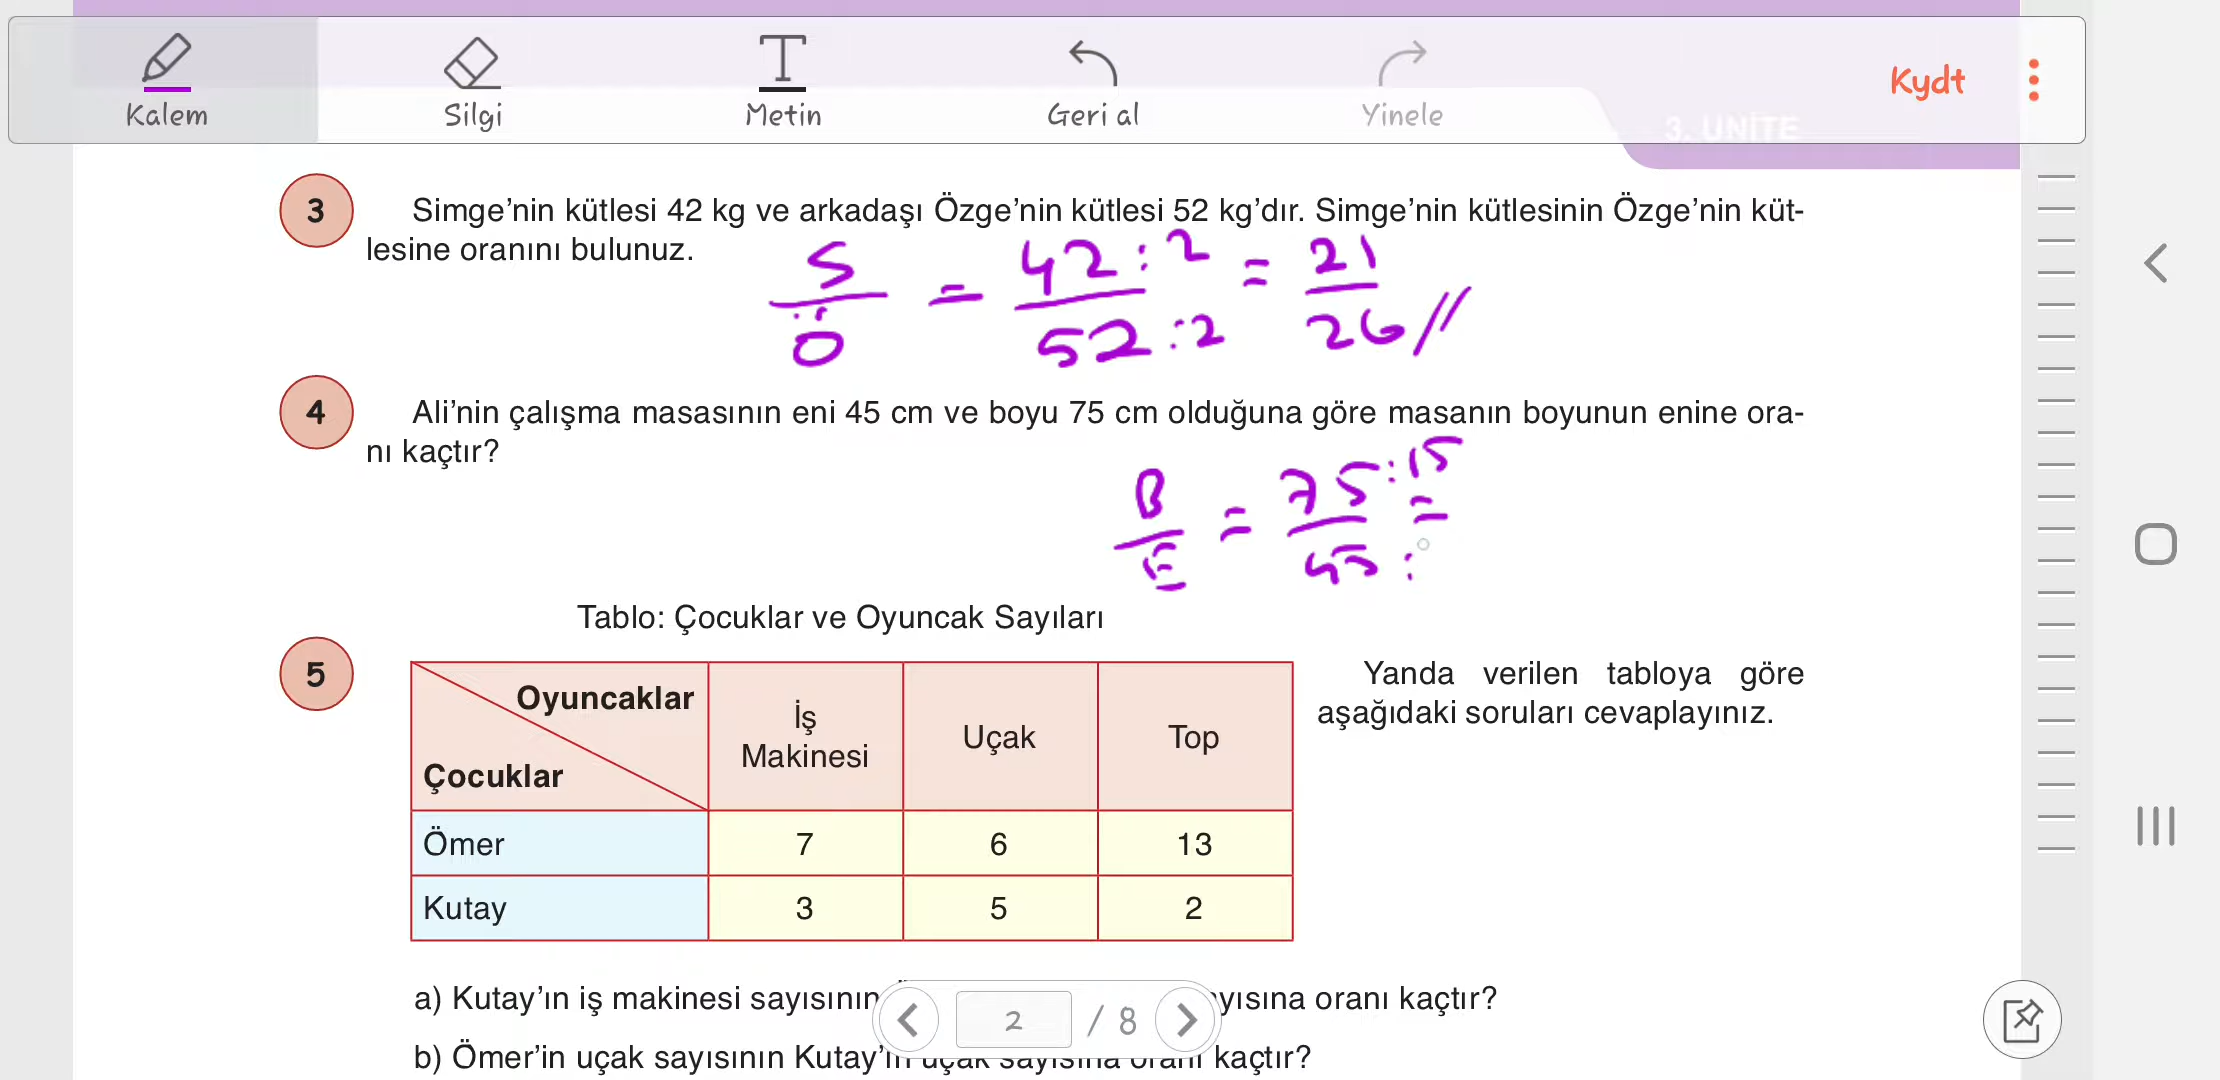 Kalem
Silgi
Metin
Geri al
Yinele
Kydt
3. ÜNİTE
3
Simge’nin kütlesi 42 kg ve arkadaşı Özge’nin kütlesi 52 kg’dır. Simge’nin kütlesinin Özge’nin küt-
lesine oranını bulunuz.
S/Ö = 42:2/52:2 = 21/26 //
4
Ali’nin çalışma masasının eni 45 cm ve boyu 75 cm olduğuna göre masanın boyunun enine ora-
nı kaçtır?
B/E = 75:15/45: =
Tablo: Çocuklar ve Oyuncak Sayıları
5
Oyuncaklar
Çocuklar
İş
Makinesi
Uçak
Top
Ömer 7 6 13
Kutay 3 5 2
Yanda verilen tabloya göre
aşağıdaki soruları cevaplayınız.
a) Kutay’ın iş makinesi sayısının yısına oranı kaçtır?
2 / 8
b) Ömer’in uçak sayısının Kutay’ın uçak sayısına oranı kaçtır?